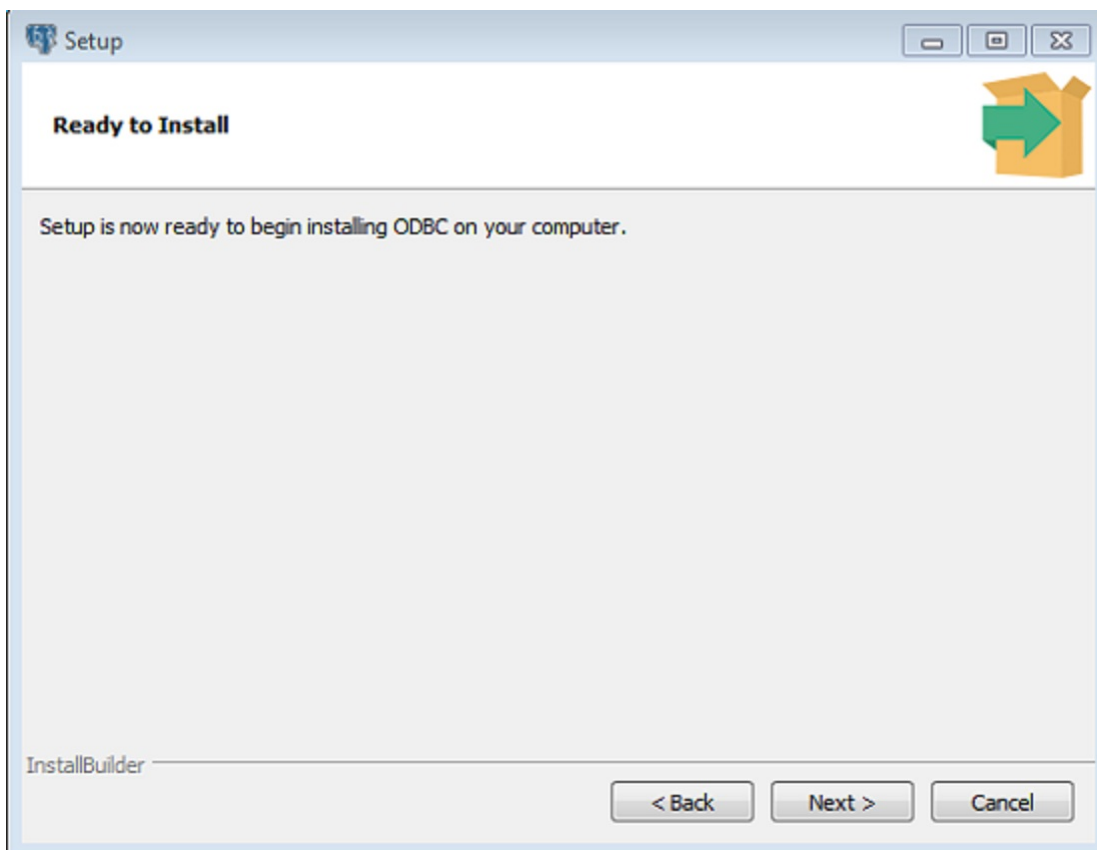 Setup
Ready to Install
Setup is now ready to begin installing ODBC on your computer.
InstallBuilder
< Back
Next >
Cancel